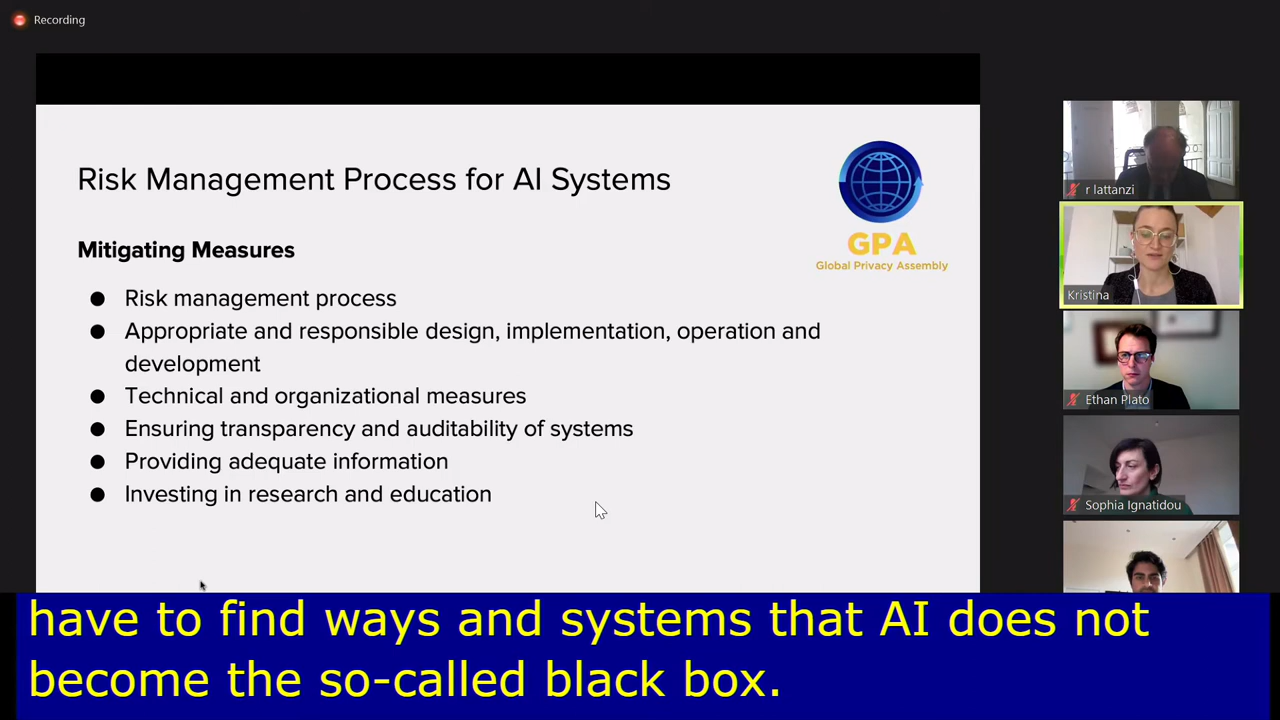 Recording
Risk Management Process for AI Systems
GPA
Global Privacy Assembly
Mitigating Measures
● Risk management process
● Appropriate and responsible design, implementation, operation and
development
● Technical and organizational measures
● Ensuring transparency and auditability of systems
● Providing adequate information
● Investing in research and education
r lattanzi
Kristina
Ethan Plato
Sophia Ignatidou
have to find ways and systems that AI does not
become the so-called black box.